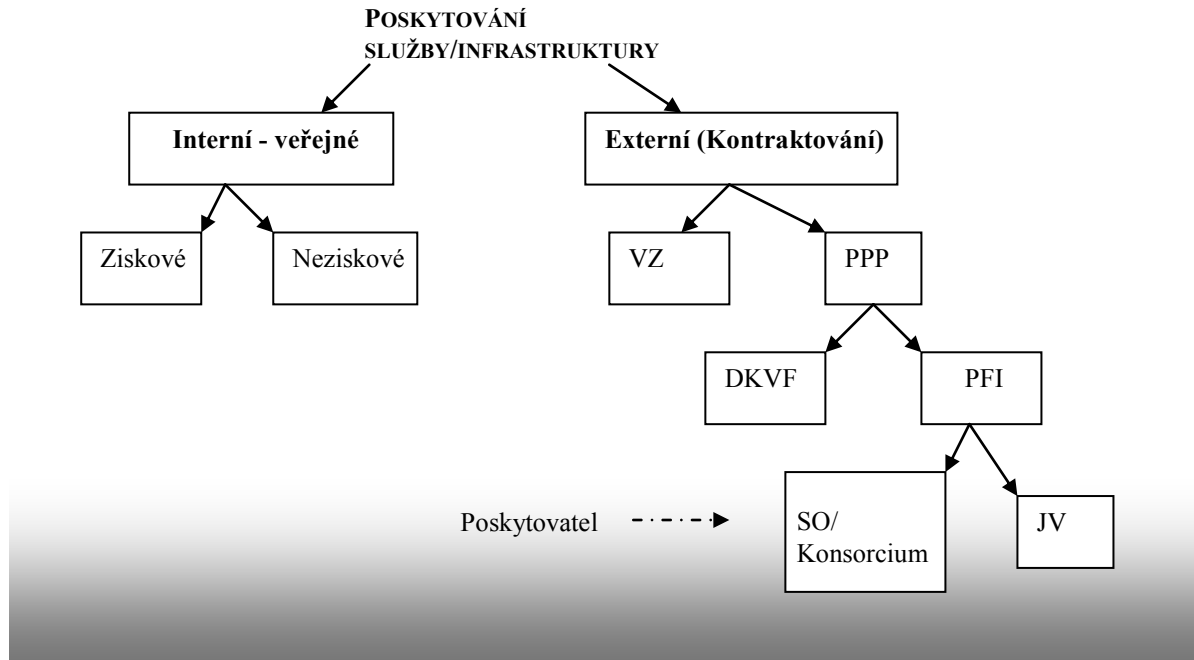 POSKYTOVÁNÍ
SLUŽBY/INFRASTRUKTURY
Interní - veřejné
Externí (Kontraktování)
Ziskové
Neziskové
VZ
PPP
DKVF
PFI
Poskytovatel
SO/
Konsorcium
JV